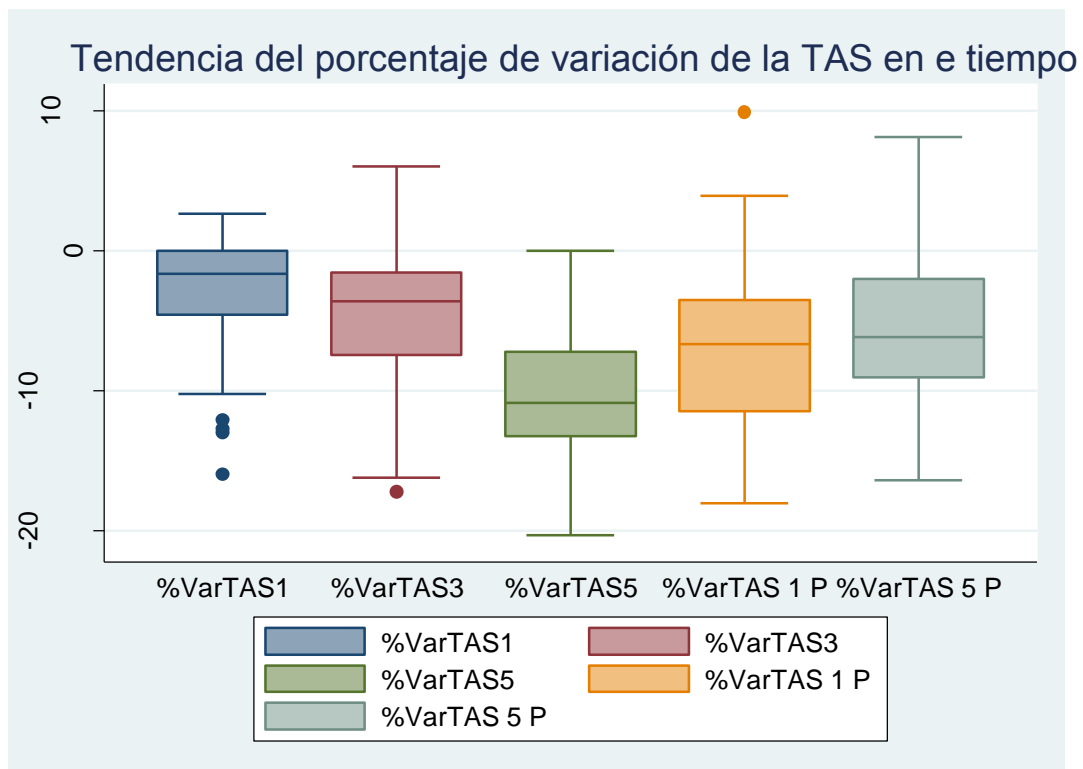 Tendencia del porcentaje de variación de la TAS en e tiempo
10
0
-10
-20
%VarTAS1 %VarTAS3 %VarTAS5 %VarTAS 1 P %VarTAS 5 P
%VarTAS1 %VarTAS3
%VarTAS5 %VarTAS 1 P
%VarTAS 5 P